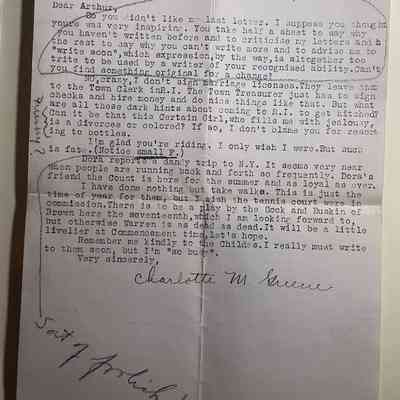 Dear Arthur,
So you didn't like my last letter. I suppose you thought
yours was very inspiring. You take half a sheet to say why
you haven't written before and to criticise my letters and
the rest to say why you can't write more and to advise me to
"write soon", which expression, by the way, is altogether too
trite to be used by a writer of your recognised ability. Can't
you find something original for a change?
No, crazy, I don't sign marriage licenses. They leave that
to the Town Clerk in R.I. The Town Treasurer just has to sign
checks and hire money and do nice things like that. But what
are all these dark hints about coming to R.I. to get hitched?
Can it be that this Certain Girl, who fills me with jealousy,
is a divorcee or colored? If so, I don't blame you for resort
ing to bottles.
I'm glad you're riding. I only wish I were. But such
is fate. (Notice small F.)
Dora reports a dandy trip to N.Y. It seems very near
when people are running back and forth so frequently. Dora's
friend the Count is here for the summer and as loyal as ever.
I have done nothing but take walks. This is just the
time of year for them, but I wish the tennis court were in
commission. There is to be a play by the Sock and Buskin of
Brown here the seventeenth, which I am looking forward to,
but otherwise Warren is as dead as dead. It will be a little
livelier at Commencement time, let's hope.
Remember me kindly to the Childs. I really must write
to them soon, but I'm "so busy".
Very sincerely,
Charlotte M Greene
Sort of foolish!